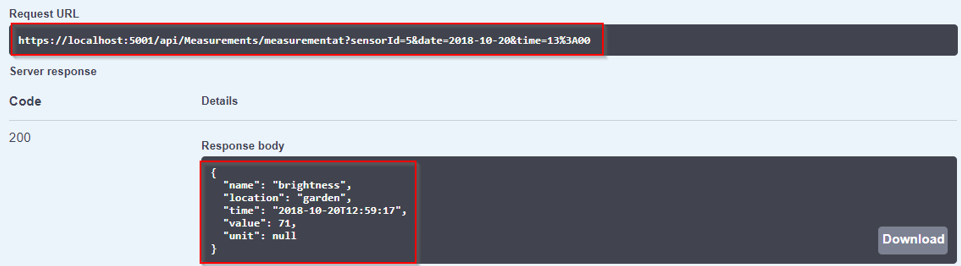 Request URL
https://localhost:5001/api/Measurements/measurementat?sensorId=5&date=2018-10-20&time=13%3A00
Server response
Code Details
200
Response body
{
"name": "brightness",
"location": "garden",
"time": "2018-10-20T12:59:17",
"value": 71,
"unit": null
}
Download